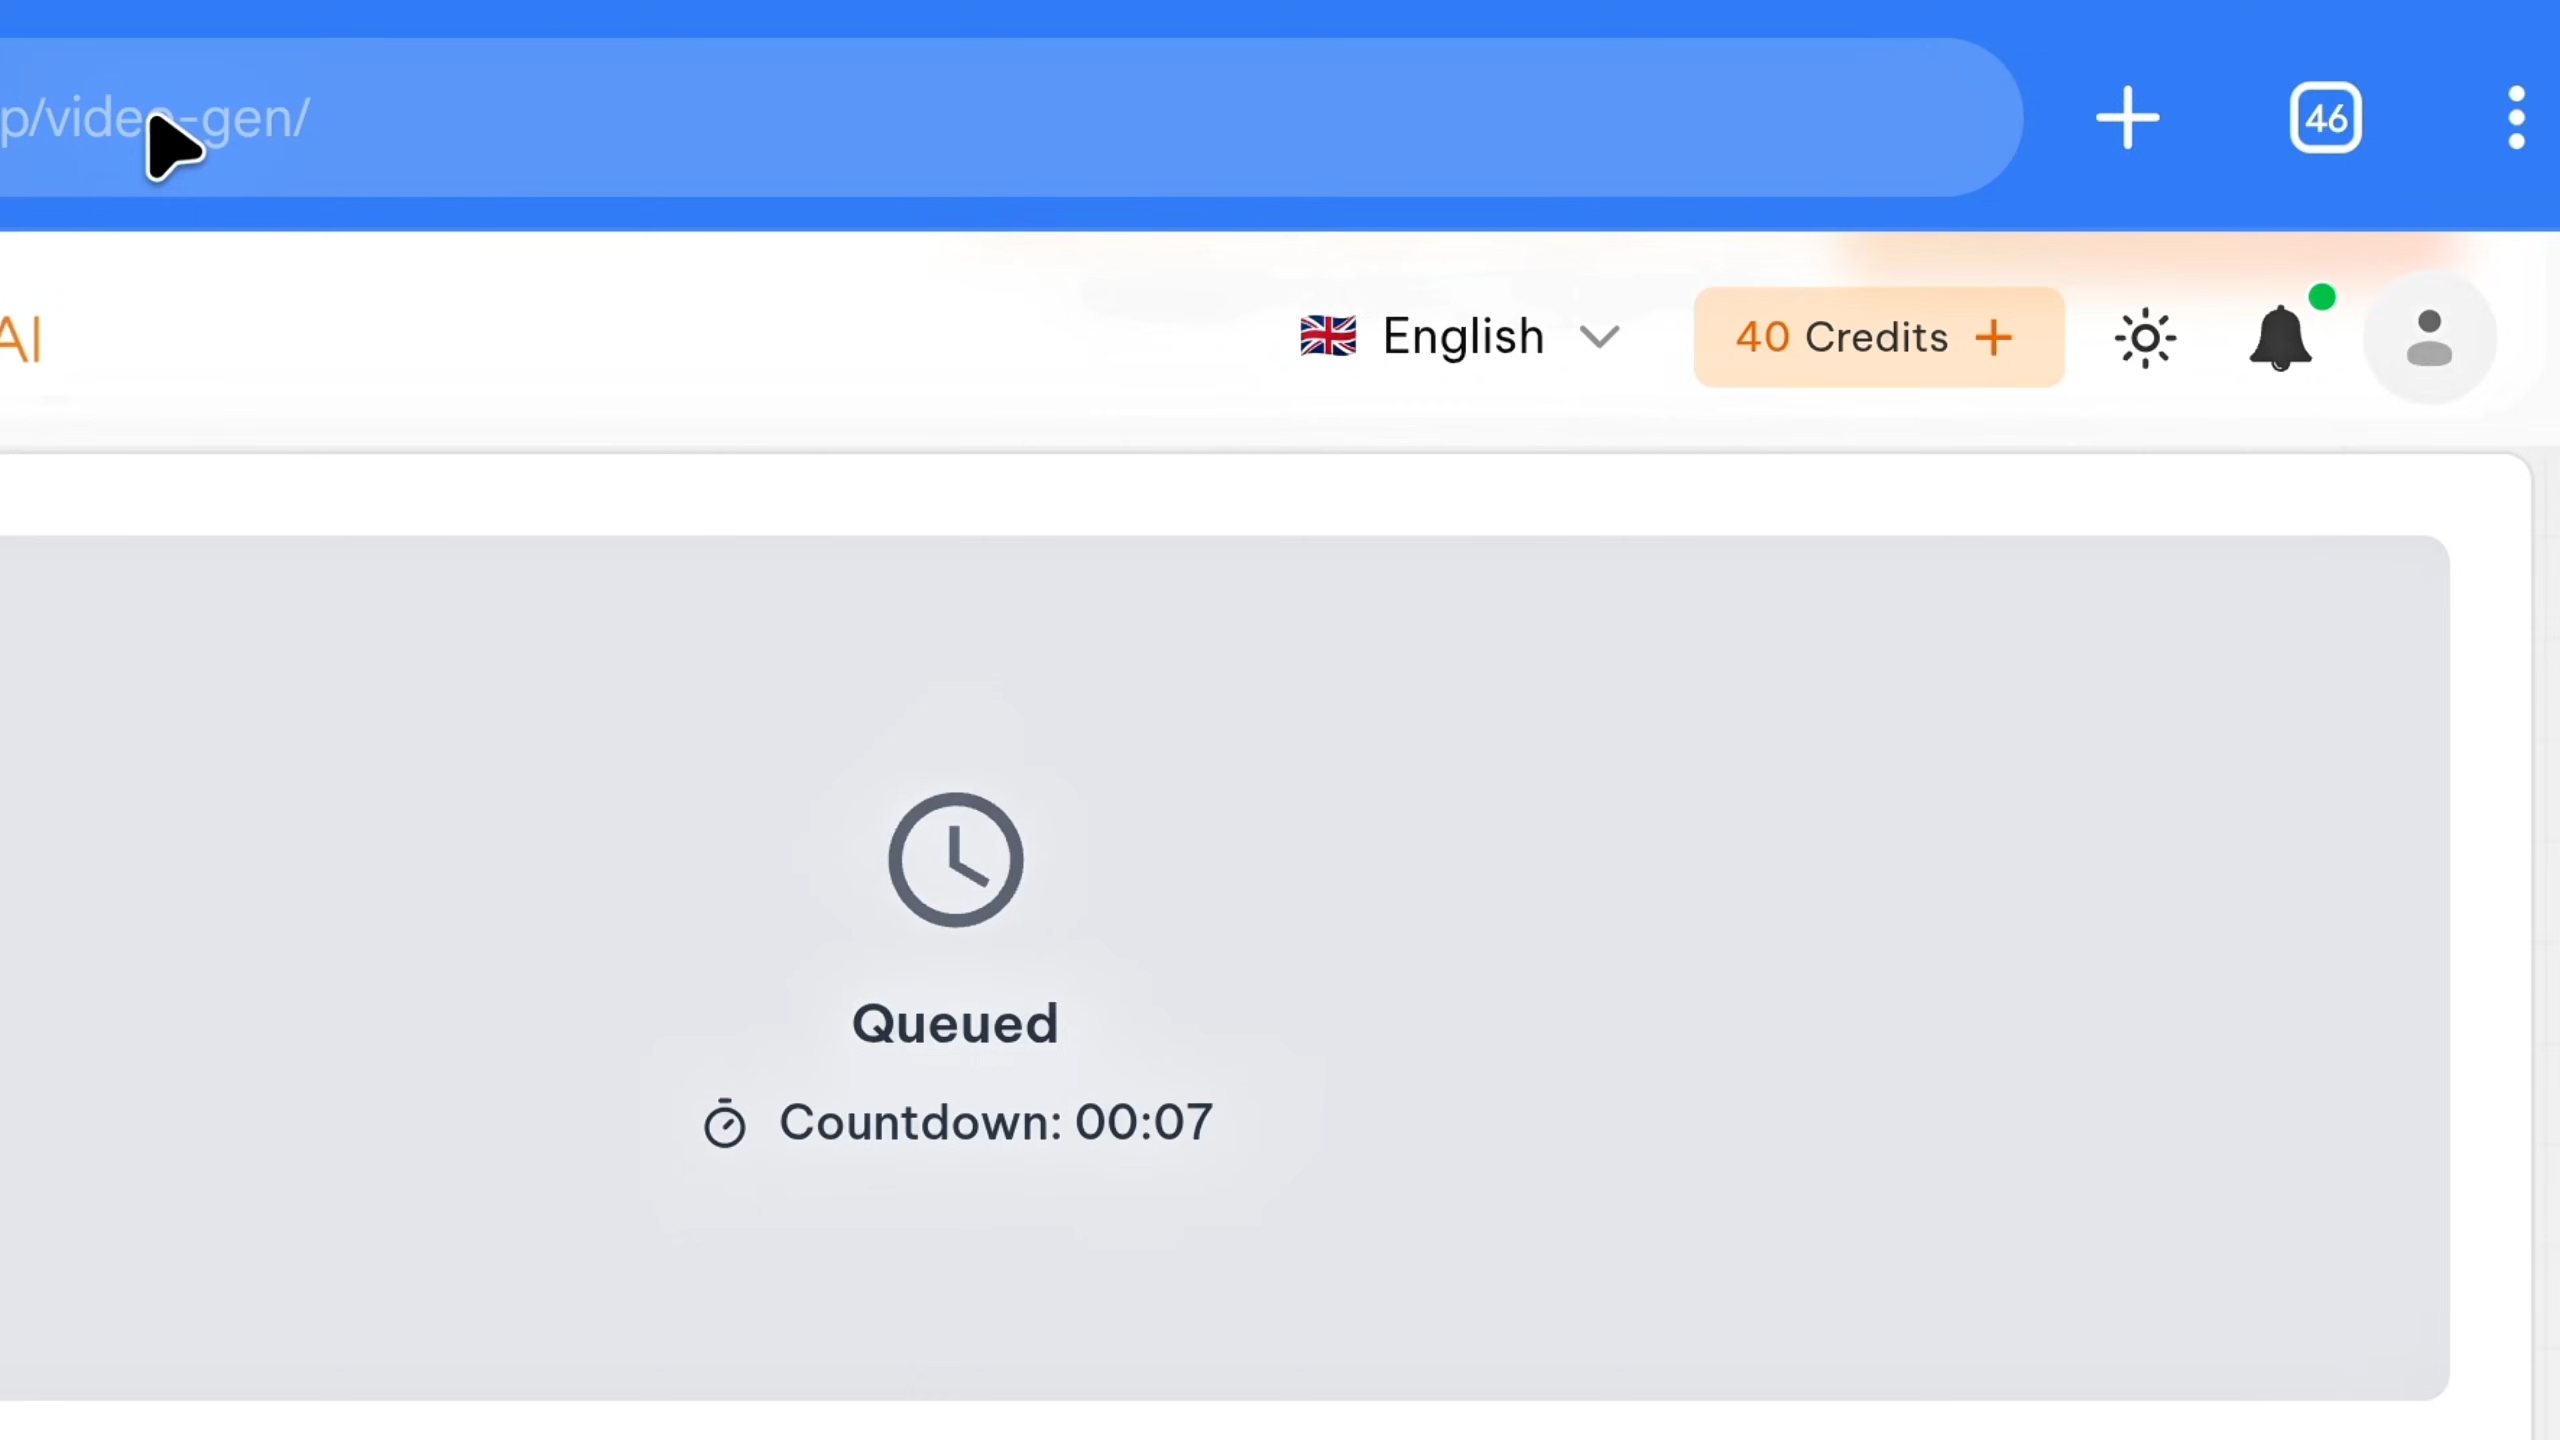 p/video-gen/
46
AI
English
40 Credits
Queued
Countdown: 00:07